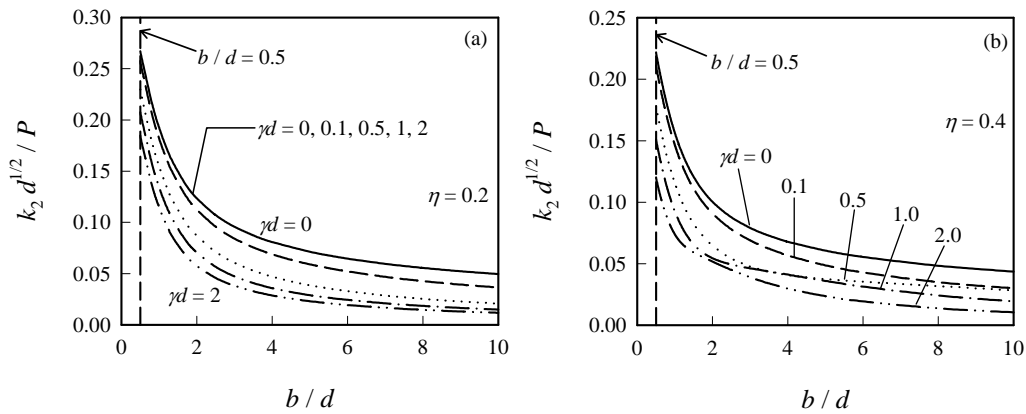 0.30
0.25
0.20
0.15
0.10
0.05
0.00
k₂ d^{1/2} / P
(a)
b / d = 0.5
γd = 0, 0.1, 0.5, 1, 2
η = 0.2
γd = 0
γd = 2
0 2 4 6 8 10
b / d
0.25
0.20
0.15
0.10
0.05
0.00
k₂ d^{1/2} / P
(b)
b / d = 0.5
η = 0.4
γd = 0
0.1
0.5
1.0
2.0
0 2 4 6 8 10
b / d